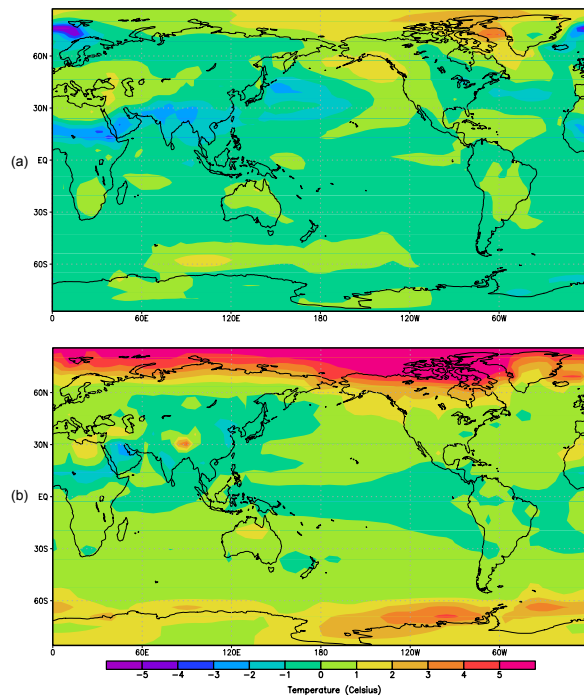 60N
30N
(a)
EQ
30S
60S
0 60E 120E 180 120W 60W
60N
30N
(b)
EQ
30S
60S
0 60E 120E 180 120W 60W 0
-5 -4 -3 -2 -1 0 1 2 3 4 5
Temperature (Celsius)